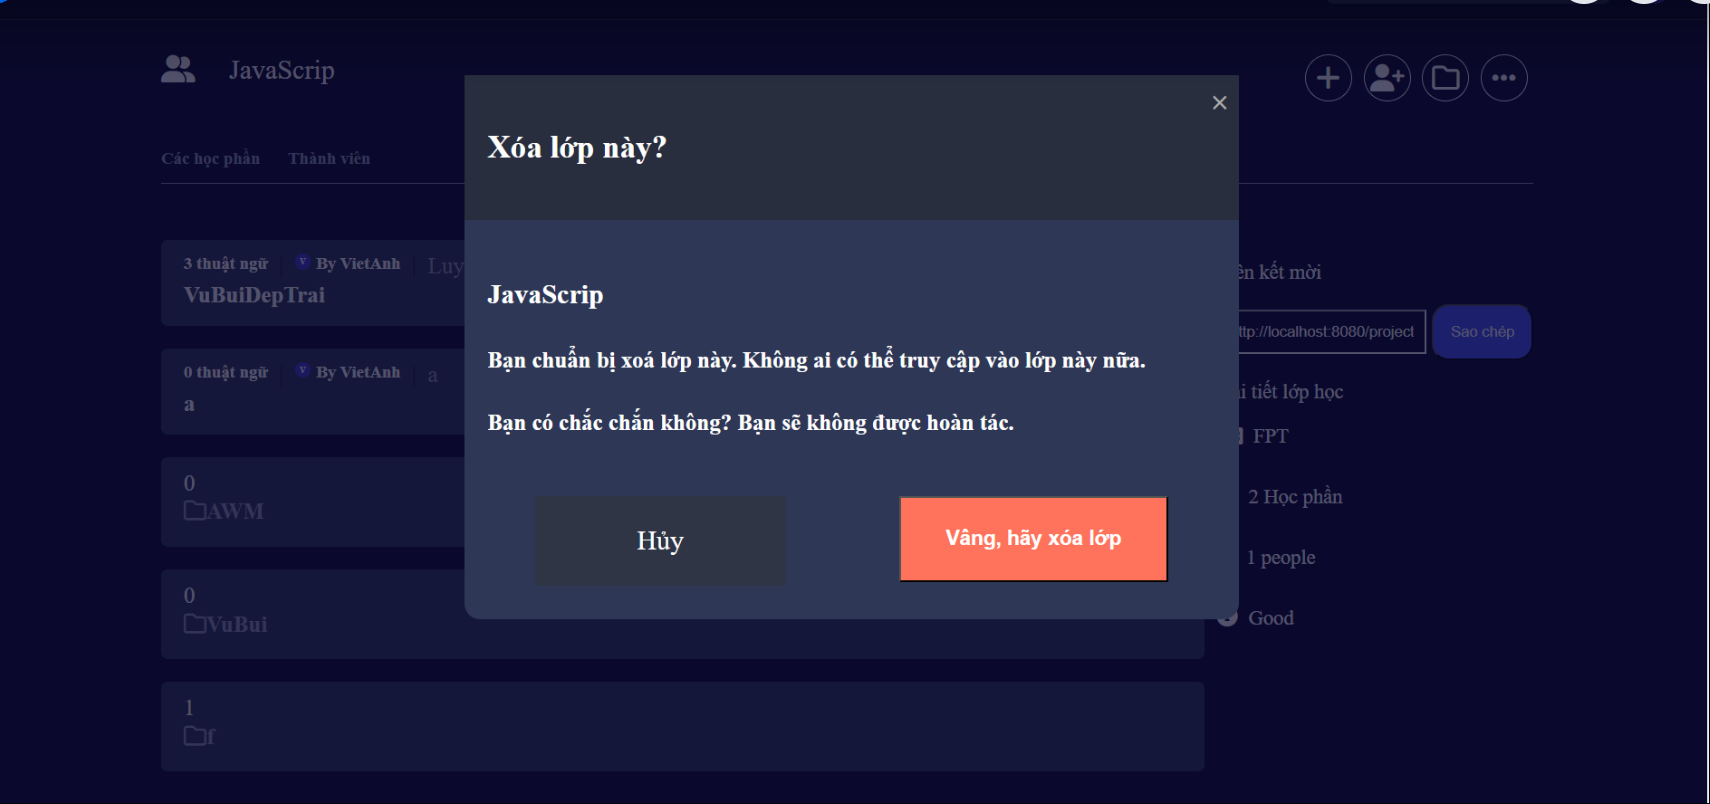 JavaScrip
Các học phần
Thành viên
Xóa lớp này?
JavaScrip
Bạn chuẩn bị xoá lớp này. Không ai có thể truy cập vào lớp này nữa.
Bạn có chắc chắn không? Bạn sẽ không được hoàn tác.
Hủy
Vâng, hãy xóa lớp
3 thuật ngữ
V By VietAnh
VuBuiDepTrai
0 thuật ngữ
V By VietAnh
a
a
0
AWM
0
VuBui
1
f
kết mời
ttp://localhost:8080/project
Sao chép
tiết lớp học
FPT
2 Học phần
1 people
Good